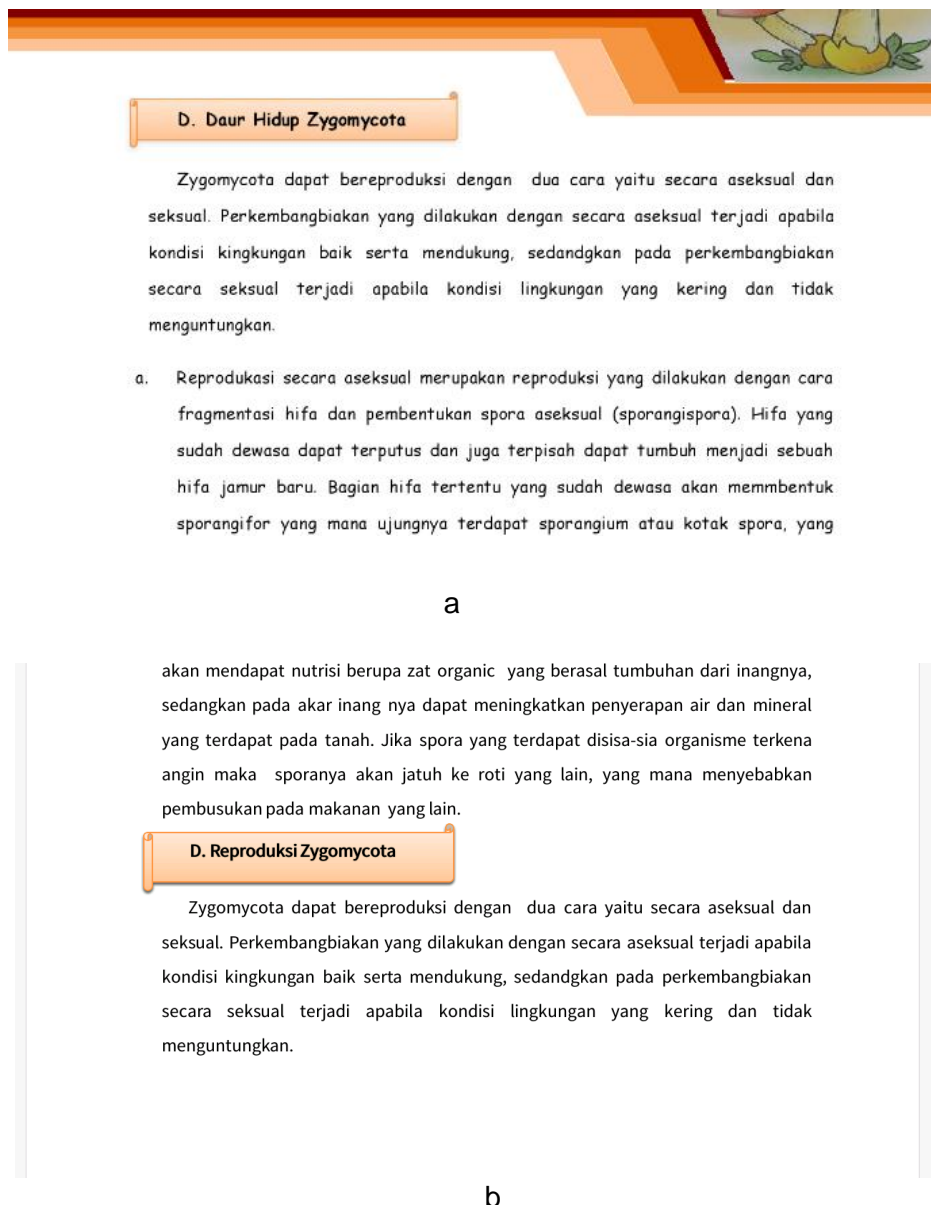 D. Daur Hidup Zygomycota
Zygomycota dapat bereproduksi dengan dua cara yaitu secara aseksual dan
seksual. Perkembangbiakan yang dilakukan dengan secara aseksual terjadi apabila
kondisi kingkungan baik serta mendukung, sedandgkan pada perkembangbiakan
secara seksual terjadi apabila kondisi lingkungan yang kering dan tidak
menguntungkan.
a. Reprodukasi secara aseksual merupakan reproduksi yang dilakukan dengan cara
fragmentasi hifa dan pembentukan spora aseksual (sporangispora). Hifa yang
sudah dewasa dapat terputus dan juga terpisah dapat tumbuh menjadi sebuah
hifa jamur baru. Bagian hifa tertentu yang sudah dewasa akan memmbentuk
sporangifor yang mana ujungnya terdapat sporangium atau kotak spora, yang
a
akan mendapat nutrisi berupa zat organic yang berasal tumbuhan dari inangnya,
sedangkan pada akar inang nya dapat meningkatkan penyerapan air dan mineral
yang terdapat pada tanah. Jika spora yang terdapat disisa-sia organisme terkena
angin maka sporanya akan jatuh ke roti yang lain, yang mana menyebabkan
pembusukan pada makanan yang lain.
D. Reproduksi Zygomycota
Zygomycota dapat bereproduksi dengan dua cara yaitu secara aseksual dan
seksual. Perkembangbiakan yang dilakukan dengan secara aseksual terjadi apabila
kondisi kingkungan baik serta mendukung, sedandgkan pada perkembangbiakan
secara seksual terjadi apabila kondisi lingkungan yang kering dan tidak
menguntungkan.
b